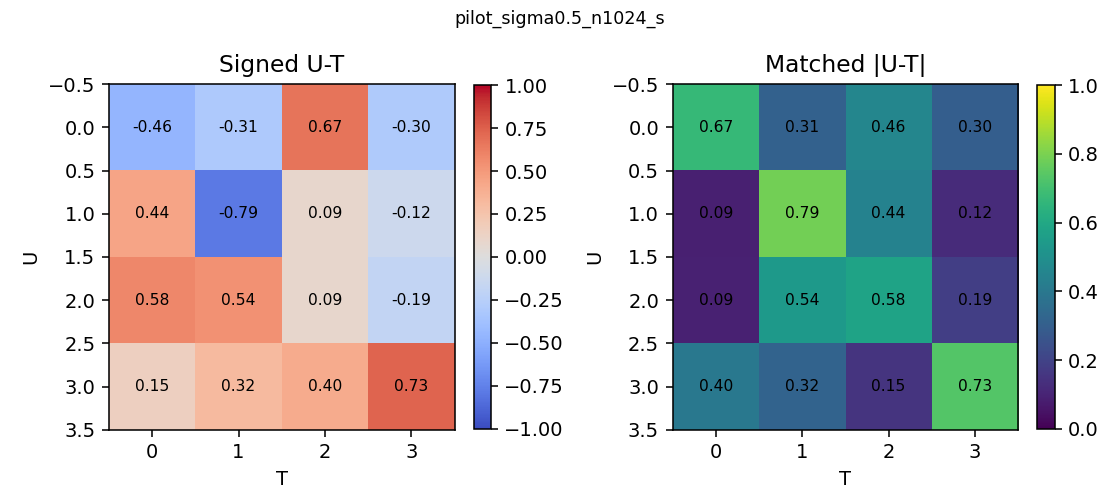 pilot_sigma0.5_n1024_s
Signed U-T
−0.5
0.0
0.5
1.0
1.5
2.0
2.5
3.0
3.5
U
-0.46 -0.31 0.67 -0.30
0.44 -0.79 0.09 -0.12
0.58 0.54 0.09 -0.19
0.15 0.32 0.40 0.73
0 1 2 3
T
1.00
0.75
0.50
0.25
0.00
−0.25
−0.50
−0.75
−1.00
Matched |U-T|
−0.5
0.0
0.5
1.0
1.5
2.0
2.5
3.0
3.5
U
0.67 0.31 0.46 0.30
0.09 0.79 0.44 0.12
0.09 0.54 0.58 0.19
0.40 0.32 0.15 0.73
0 1 2 3
T
1.0
0.8
0.6
0.4
0.2
0.0